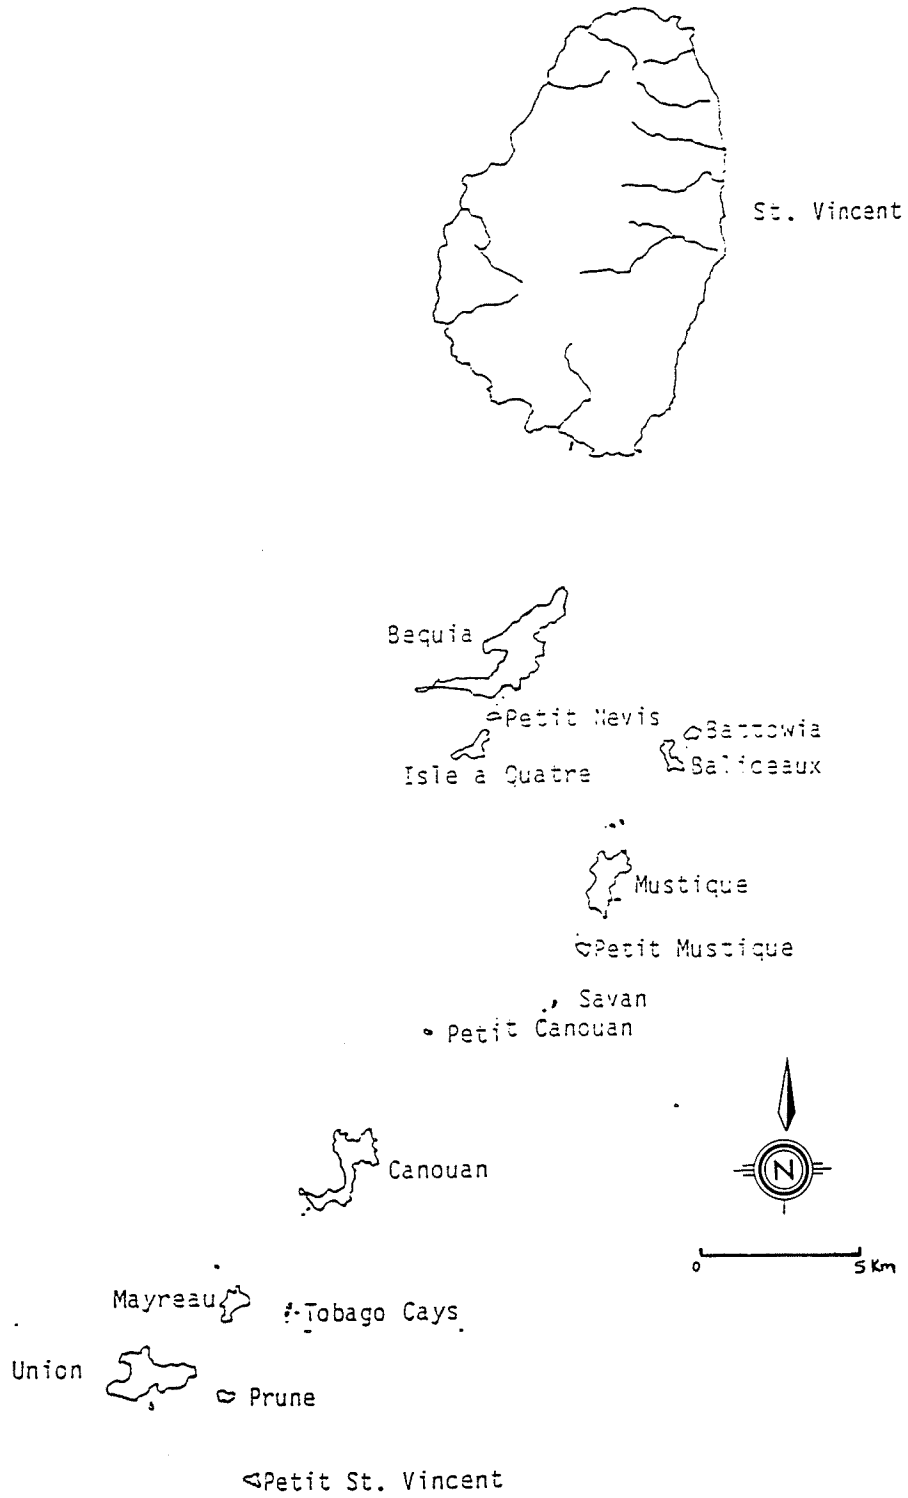 St. Vincent
Bequia
Petit Nevis
Battowia
Isle a Quatre
Baliceaux
Mustique
Petit Mustique
Savan
Petit Canouan
Canouan
N
0 5 Km
Mayreau
Tobago Cays
Union
Prune
Petit St. Vincent